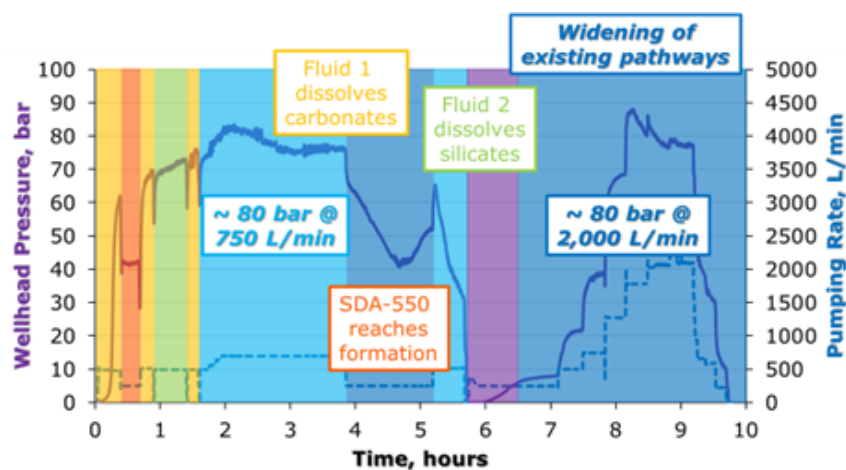 Widening of
existing pathways
Fluid 1
dissolves
carbonates
Fluid 2
dissolves
silicates
~ 80 bar @
750 L/min
~ 80 bar @
2,000 L/min
SDA-550
reaches
formation
Wellhead Pressure, bar
100
90
80
70
60
50
40
30
20
10
0
Pumping Rate, L/min
5000
4500
4000
3500
3000
2500
2000
1500
1000
500
0
0 1 2 3 4 5 6 7 8 9 10
Time, hours